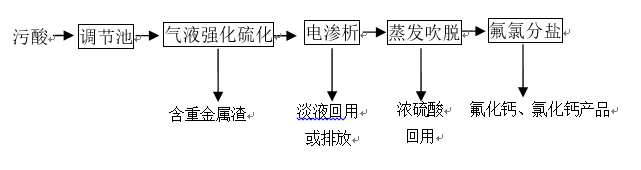 污酸 调节池 气液强化硫化 电渗析 蒸发吹脱 氟氯分盐
含重金属渣 淡液回用 浓硫酸 氟化钙、氯化钙产品
或排放 回用